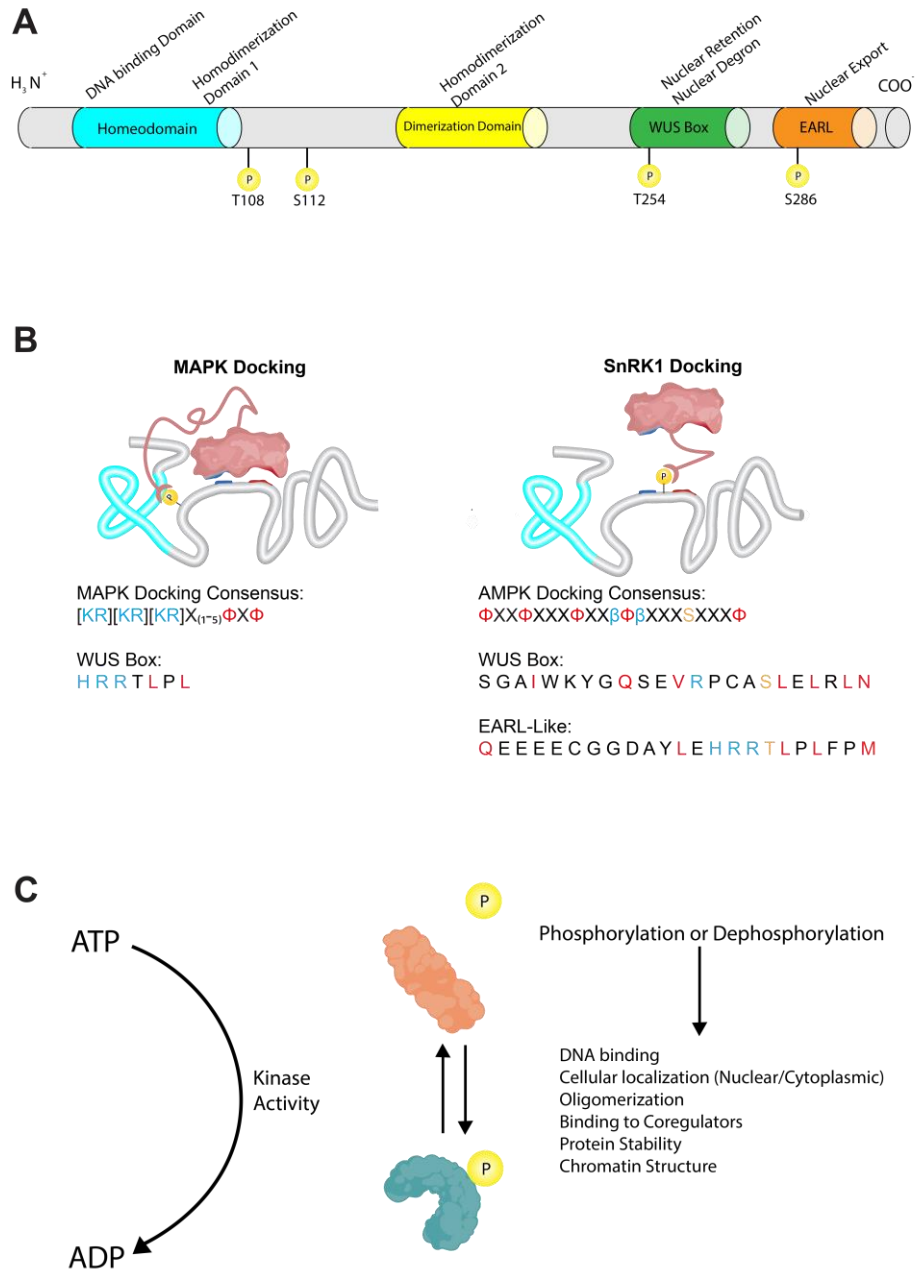 A
H₃N⁺
DNA binding Domain
Homodimerization
Domain 1
Homodimerization
Domain 2
Nuclear Retention
Nuclear Degron
Nuclear Export
COO⁻
Homeodomain
Dimerization Domain
WUS Box
EARL
P
P
P
P
T108
S112
T254
S286
B
MAPK Docking
P
MAPK Docking Consensus:
[KR][KR][KR]X(1~5)ΦXΦ
WUS Box:
H R R T L P L
SnRK1 Docking
P
AMPK Docking Consensus:
ΦXXΦXXXΦXXβΦβXXXSXXXΦ
WUS Box:
S G A I W K Y G Q S E V R P C A S L E L R L N
EARL-Like:
Q E E E E C G G D A Y L E H R R T L P L F P M
C
ATP
Kinase
Activity
ADP
P
P
Phosphorylation or Dephosphorylation
DNA binding
Cellular localization (Nuclear/Cytoplasmic)
Oligomerization
Binding to Coregulators
Protein Stability
Chromatin Structure